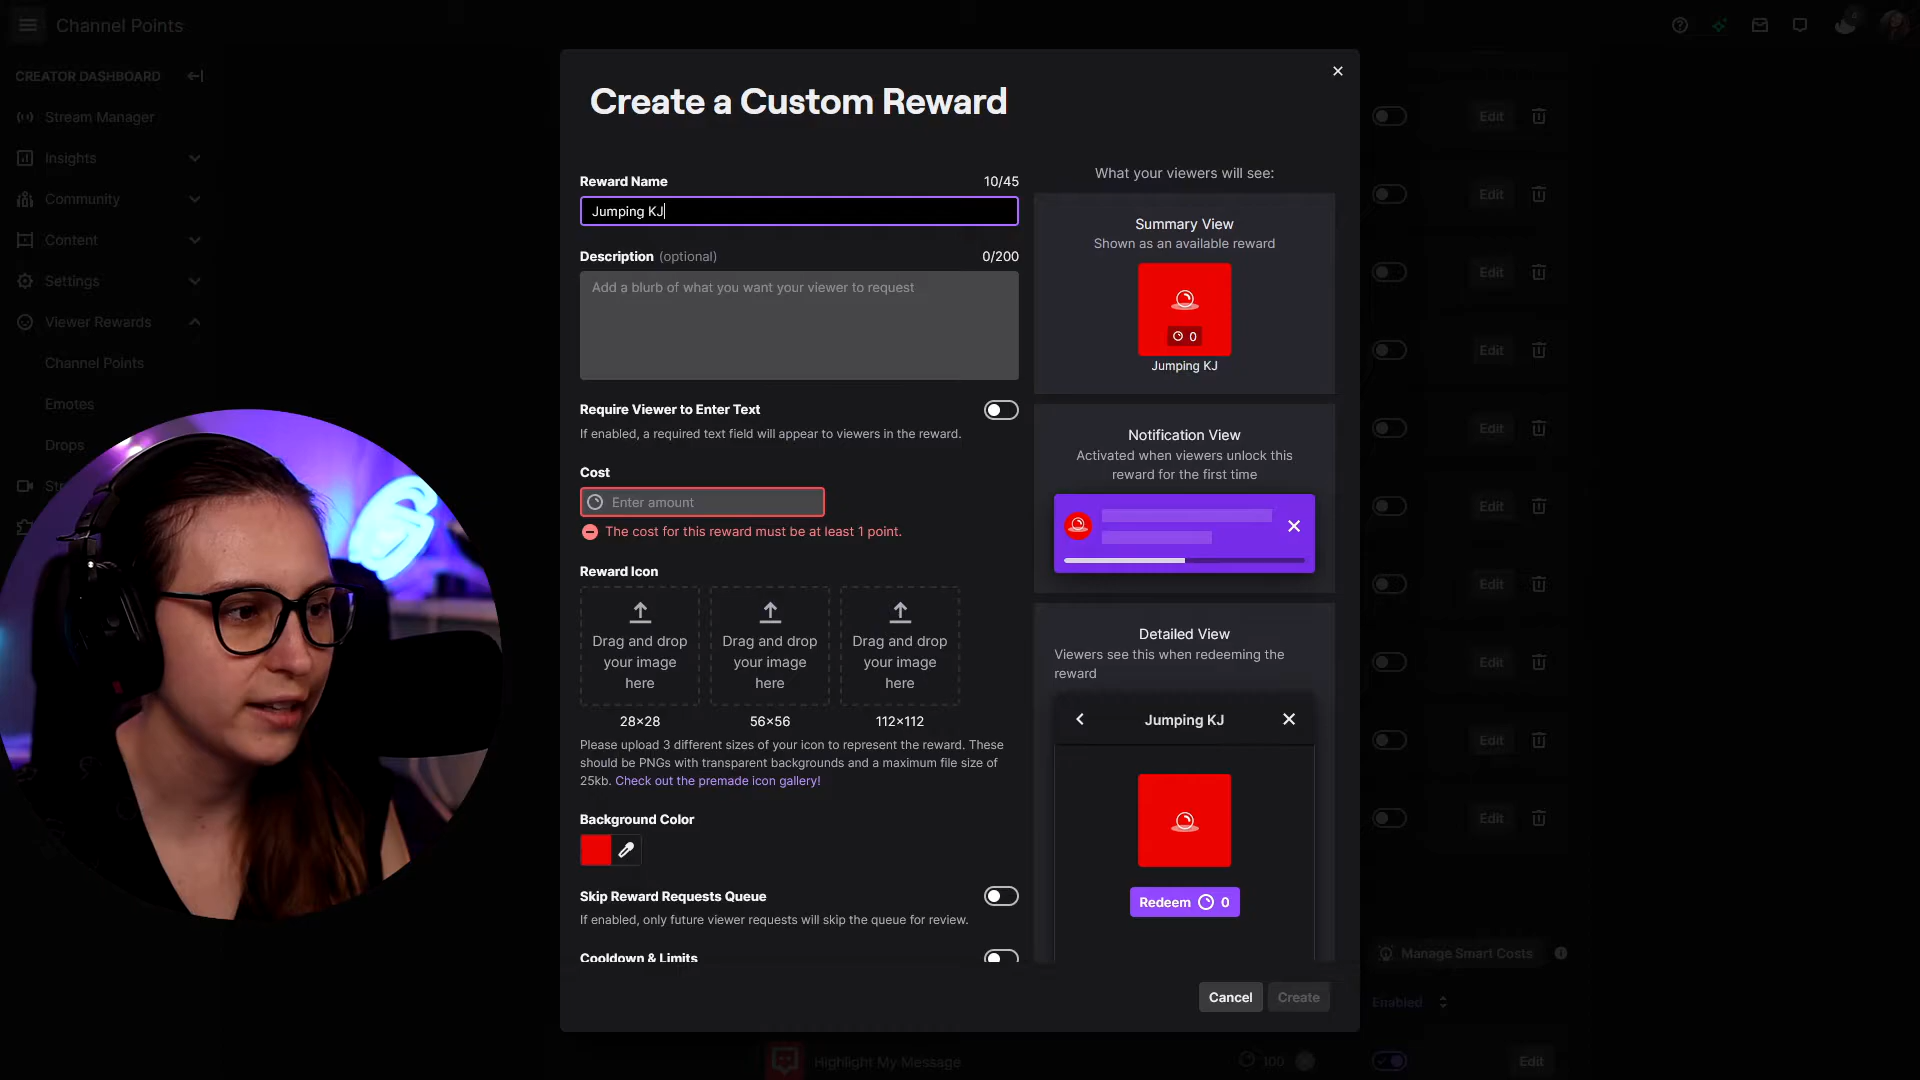 Channel Points
CREATOR DASHBOARD
Stream Manager
Insights
Community
Content
Settings
Viewer Rewards
Channel Points
Emotes
Drops
Create a Custom Reward
Reward Name
10/45
Jumping KJ
Description (optional)
0/200
Add a blurb of what you want your viewer to request
Require Viewer to Enter Text
If enabled, a required text field will appear to viewers in the reward.
Cost
Enter amount
The cost for this reward must be at least 1 point.
Reward Icon
Drag and drop
your image
here
Drag and drop
your image
here
Drag and drop
your image
here
28×28
56×56
112×112
Please upload 3 different sizes of your icon to represent the reward. These
should be PNGs with transparent backgrounds and a maximum file size of
25kb. Check out the premade icon gallery!
Background Color
Skip Reward Requests Queue
If enabled, only future viewer requests will skip the queue for review.
Cooldown & Limits
What your viewers will see:
Summary View
Shown as an available reward
0
Jumping KJ
Notification View
Activated when viewers unlock this
reward for the first time
Detailed View
Viewers see this when redeeming the
reward
Jumping KJ
Redeem 0
Cancel
Create
Edit
Edit
Edit
Edit
Edit
Edit
Edit
Edit
Edit
Edit
Manage Smart Costs
Enabled
Highlight My Message
100
Edit